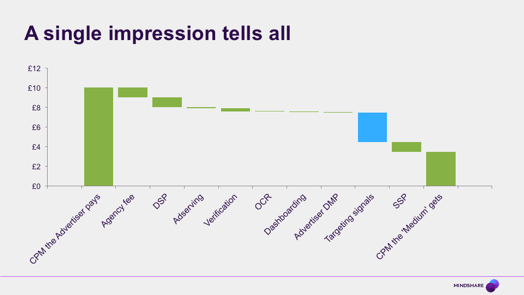 A single impression tells all
£12
£10
£8
£6
£4
£2
£0
CPM the Advertiser pays
Agency fee
DSP
Adserving
Verification
OCR
Dashboarding
Advertiser DMP
Targeting signals
SSP
CPM the 'Medium' gets
MINDSHARE